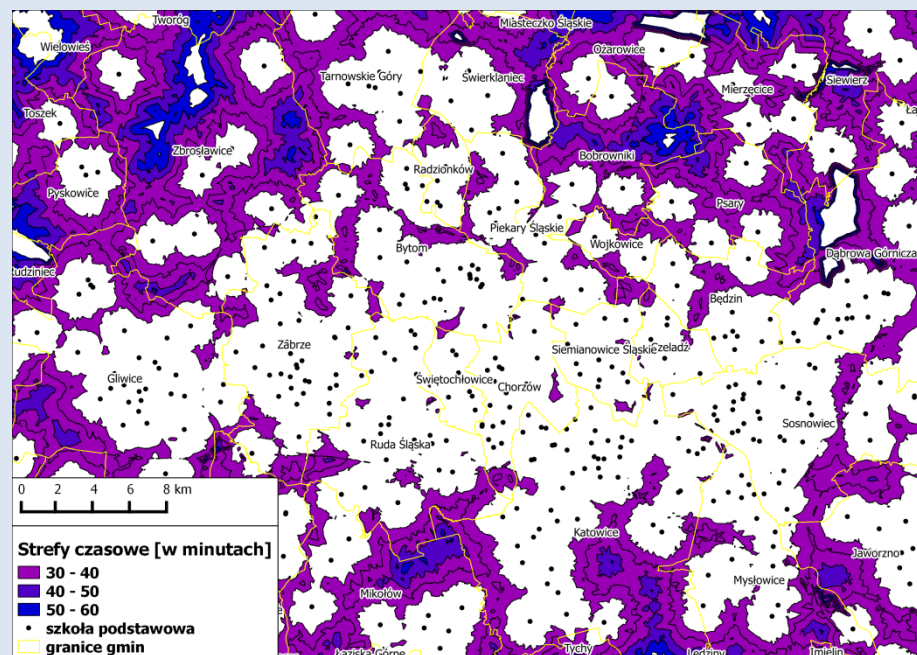 Tworóg
Miasteczko Śląskie
Wielowieś
Ożarowice
Tarnowskie Góry
Świerklaniec
Siewierz
Mierzęcice
Toszek
Zbrosławice
Bobrowniki
Radzionków
Pyskowice
Psary
Piekary Śląskie
Wojkowice
Bytom
Dąbrowa Górnicza
Rudziniec
Będzin
Zabrze
Siemianowice Śląskie
Czeladź
Gliwice
Świętochłowice
Chorzów
Sosnowiec
Ruda Śląska
0 2 4 6 8 km
Katowice
Strefy czasowe [w minutach]
Jaworzno
30 - 40
Mysłowice
40 - 50
Mikołów
50 - 60
szkoła podstawowa
granice gmin
Łaziska Górne
Tychy
Lędziny
Imielin